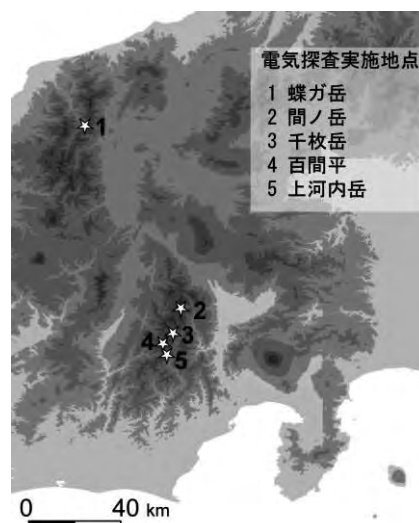 電気探査実施地点
1 蝶ガ岳
2 間ノ岳
3 千枚岳
4 百間平
5 上河内岳
1
2
3
4
5
0 40 km